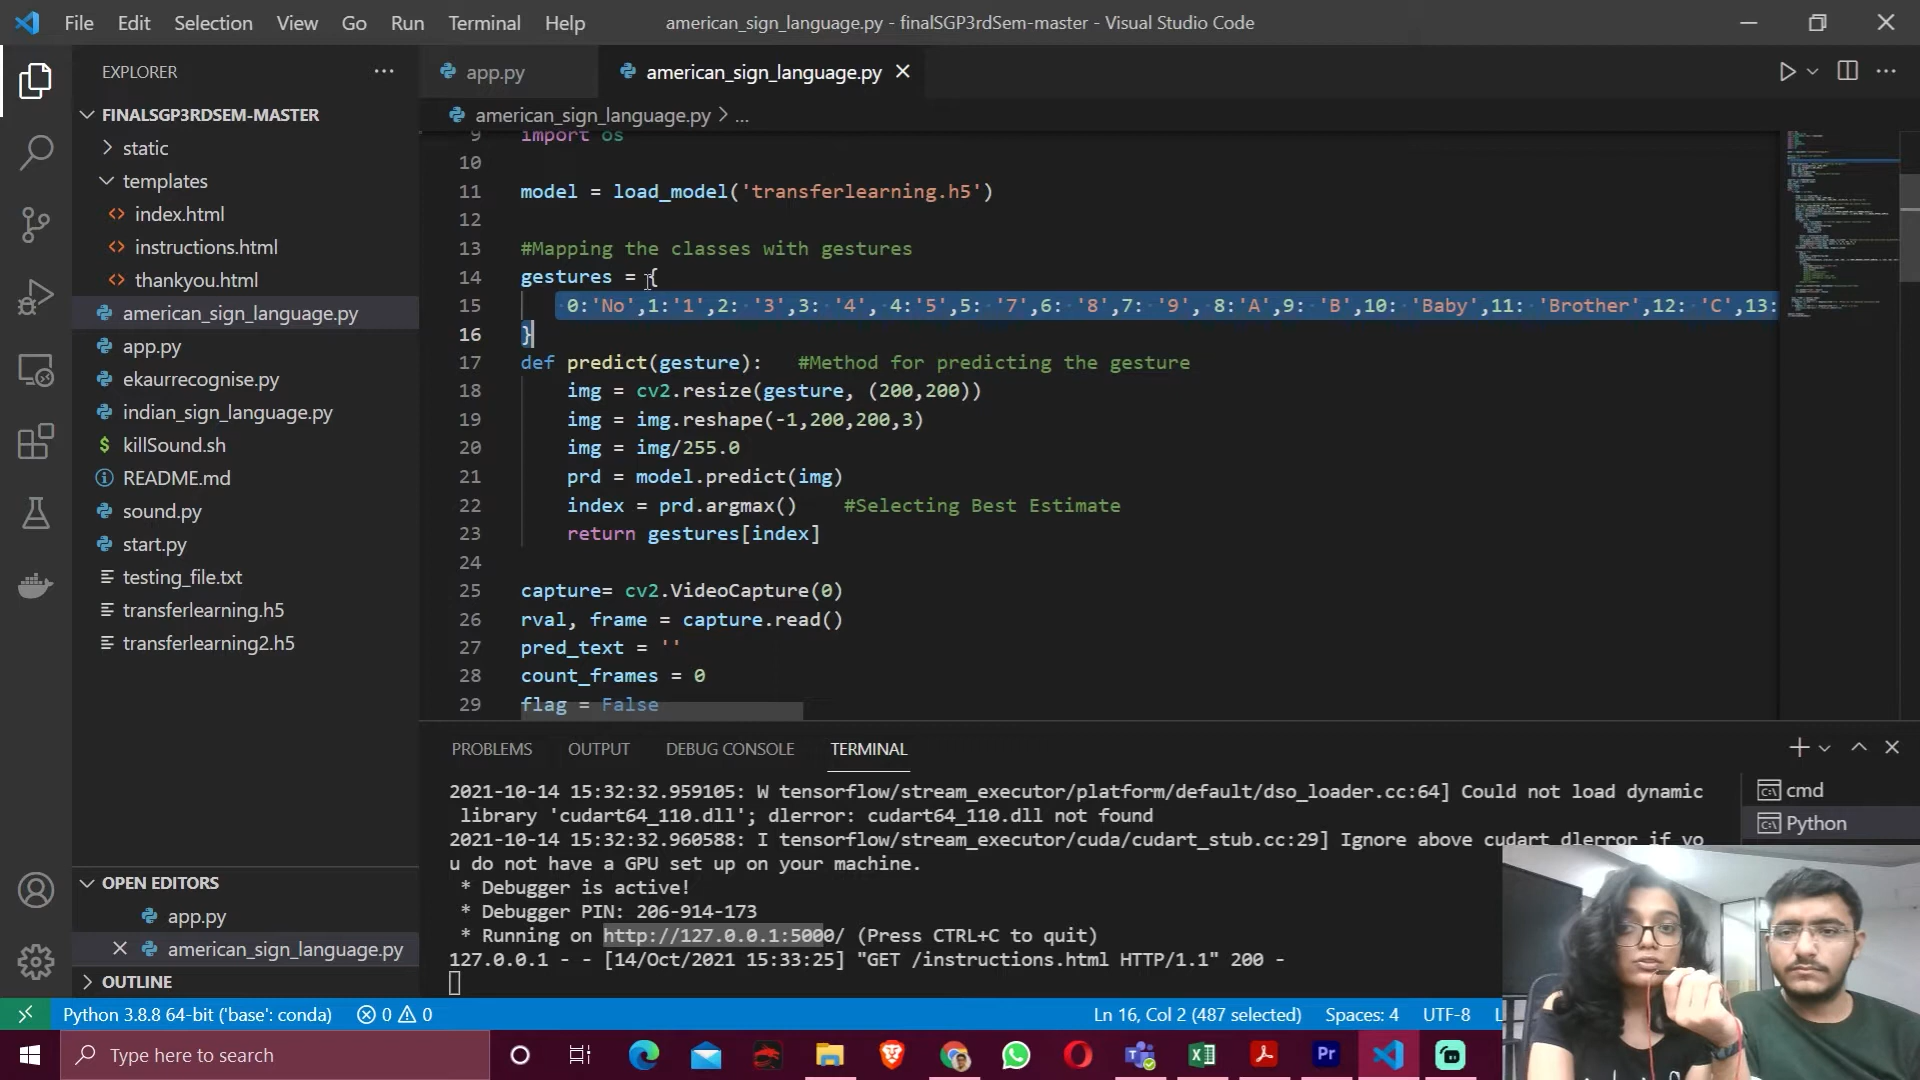 File Edit Selection View Go Run Terminal Help
american_sign_language.py - finalSGP3rdSem-master - Visual Studio Code
EXPLORER
app.py
american_sign_language.py
FINALSGP3RDSEM-MASTER
static
templates
index.html
instructions.html
thankyou.html
american_sign_language.py
app.py
ekaurrecognise.py
indian_sign_language.py
killSound.sh
README.md
sound.py
start.py
testing_file.txt
transferlearning.h5
transferlearning2.h5
OPEN EDITORS
app.py
american_sign_language.py
OUTLINE
american_sign_language.py > ...
9 import os
10
11 model = load_model('transferlearning.h5')
12
13 #Mapping the classes with gestures
14 gestures = {
15 0:'No',1:'1',2: '3',3: '4', 4:'5',5: '7',6: '8',7: '9', 8:'A',9: 'B',10: 'Baby',11: 'Brother',12: 'C',13:
16 }
17 def predict(gesture): #Method for predicting the gesture
18 img = cv2.resize(gesture, (200,200))
19 img = img.reshape(-1,200,200,3)
20 img = img/255.0
21 prd = model.predict(img)
22 index = prd.argmax() #Selecting Best Estimate
23 return gestures[index]
24
25 capture= cv2.VideoCapture(0)
26 rval, frame = capture.read()
27 pred_text = ''
28 count_frames = 0
29 flag = False
PROBLEMS OUTPUT DEBUG CONSOLE TERMINAL
2021-10-14 15:32:32.959105: W tensorflow/stream_executor/platform/default/dso_loader.cc:64] Could not load dynamic
library 'cudart64_110.dll'; dlerror: cudart64_110.dll not found
2021-10-14 15:32:32.960588: I tensorflow/stream_executor/cuda/cudart_stub.cc:29] Ignore above cudart dlerror if yo
u do not have a GPU set up on your machine.
* Debugger is active!
* Debugger PIN: 206-914-173
* Running on http://127.0.0.1:5000/ (Press CTRL+C to quit)
127.0.0.1 - - [14/Oct/2021 15:33:25] "GET /instructions.html HTTP/1.1" 200 -
cmd
Python
Python 3.8.8 64-bit ('base': conda) 0 0
Ln 16, Col 2 (487 selected) Spaces: 4 UTF-8
Type here to search